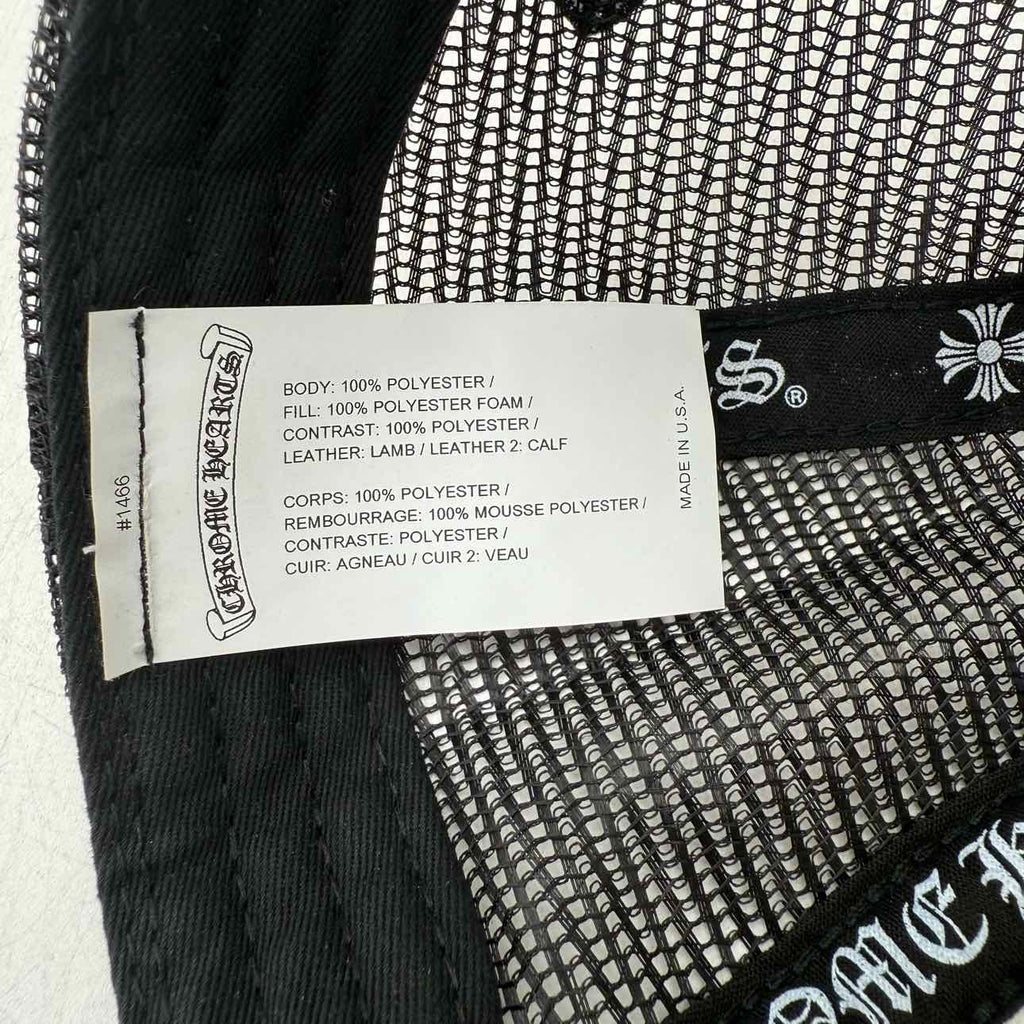 #1466
CHROME HEARTS
BODY: 100% POLYESTER /
FILL: 100% POLYESTER FOAM /
CONTRAST: 100% POLYESTER /
LEATHER: LAMB / LEATHER 2: CALF
CORPS: 100% POLYESTER /
REMBOURRAGE: 100% MOUSSE POLYESTER /
CONTRASTE: POLYESTER /
CUIR: AGNEAU / CUIR 2: VEAU
MADE IN U.S.A.
S®
OME